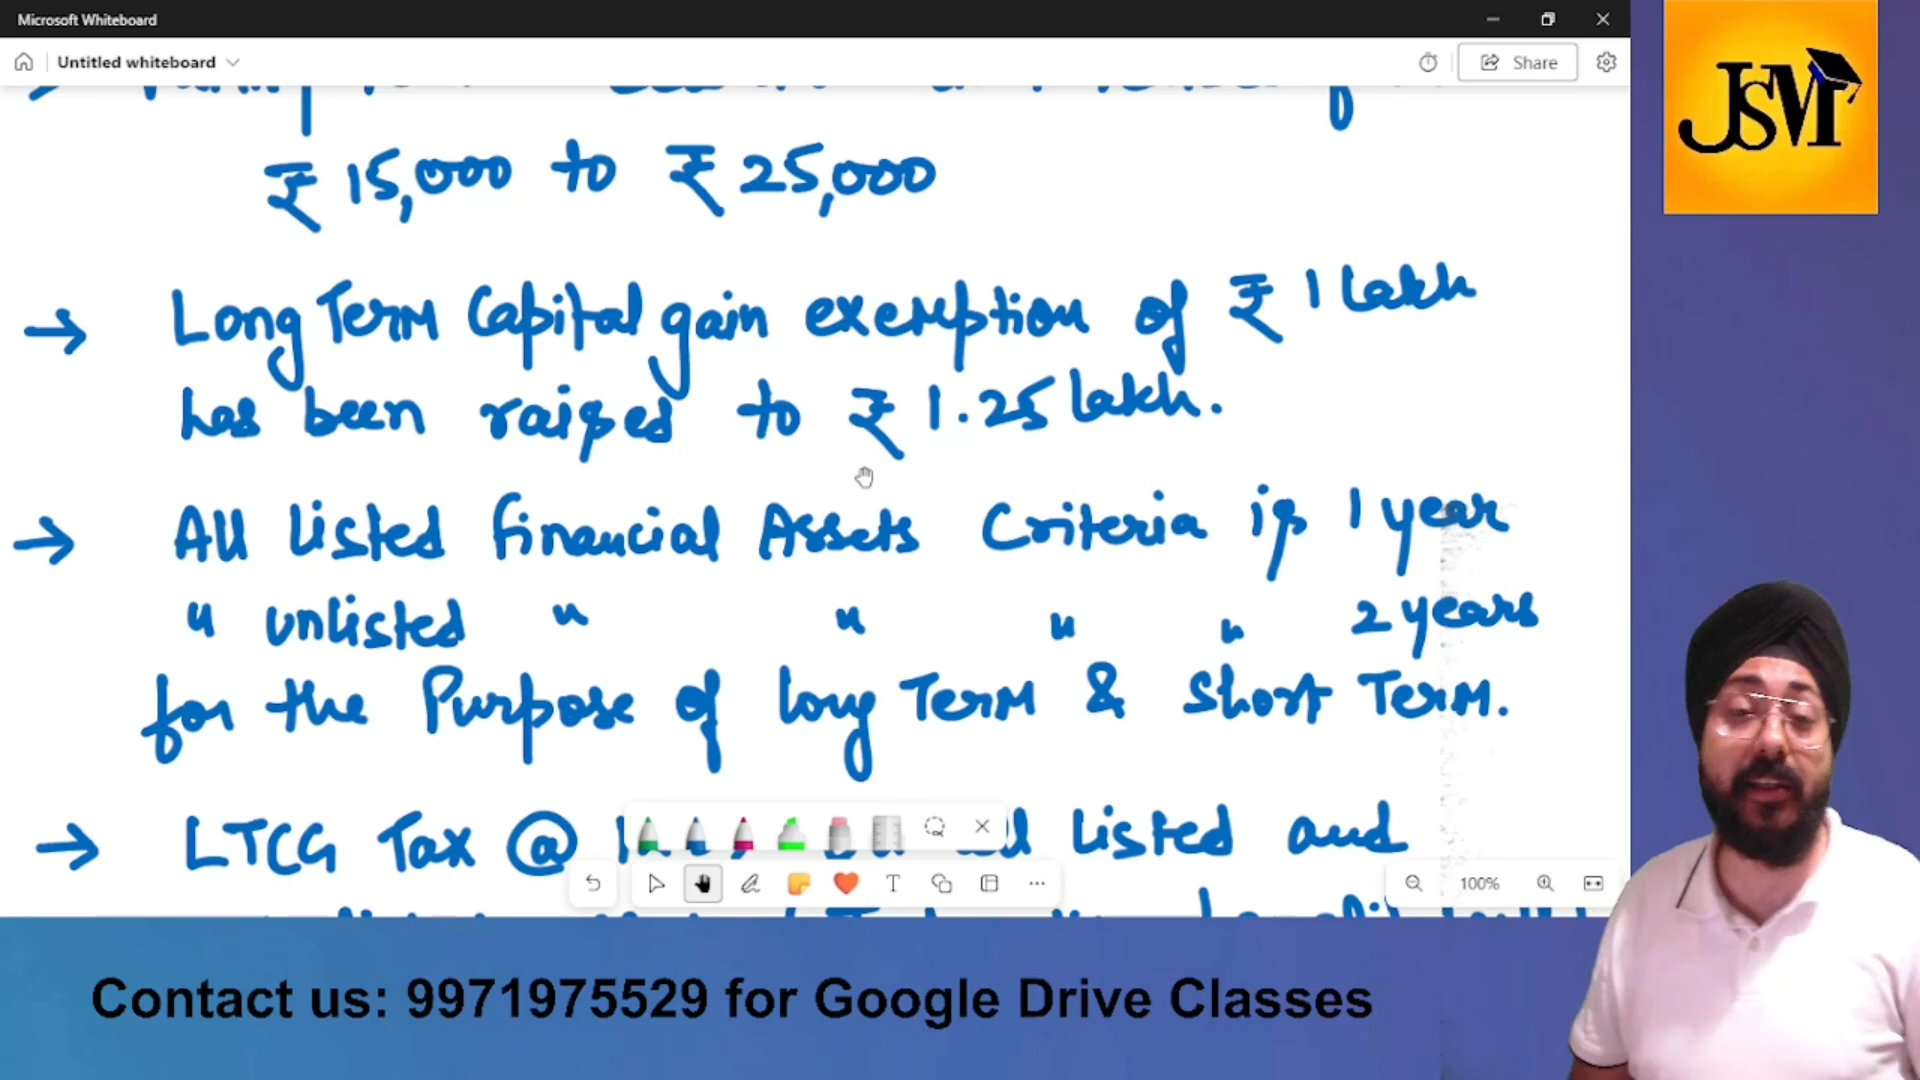 Microsoft Whiteboard
Untitled whiteboard
Share
JSM
₹ 15,000 to ₹ 25,000
→ Long Term Capital gain exemption of ₹ 1 lakh
has been raised to ₹ 1.25 lakh.
→ All listed financial Assets Criteria is 1 year
" unlisted " " " " 2 years
for the Purpose of long Term & Short Term.
→ LTCG Tax @ listed and
100%
Contact us: 9971975529 for Google Drive Classes